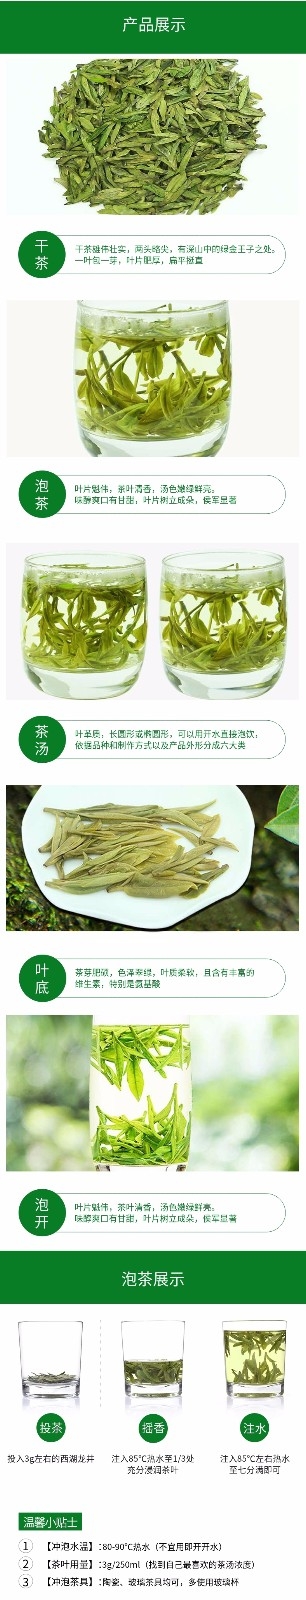 产品展示
干茶
干茶雄伟壮实，两头略尖，有深山中的绿金王子之处。
一叶包一芽，叶片肥厚，扁平挺直
泡茶
叶片魁伟，茶叶清香，汤色嫩绿鲜亮。
味醇爽口有甘甜，叶片树立成朵，侯军显著
茶汤
叶革质，长圆形或椭圆形，可以用开水直接泡饮，
依据品种和制作方式以及产品外形分成六大类
叶底
茶芽肥硕，色泽翠绿，叶质柔软，且含有丰富的
维生素，特别是氨基酸
泡开
叶片魁伟，茶叶清香，汤色嫩绿鲜亮。
味醇爽口有甘甜，叶片树立成朵，侯军显著
泡茶展示
投茶
摇香
注水
投入3g左右的西湖龙井
注入85℃热水至1/3处
充分浸润茶叶
注入85℃左右热水
至七分满即可
温馨小贴士
1 【冲泡水温】:80-90℃热水（不宜用即开开水）
2 【茶叶用量】:3g/250ml（找到自己最喜欢的茶汤浓度）
3 【冲泡茶具】:陶瓷、玻璃茶具均可，多使用玻璃杯